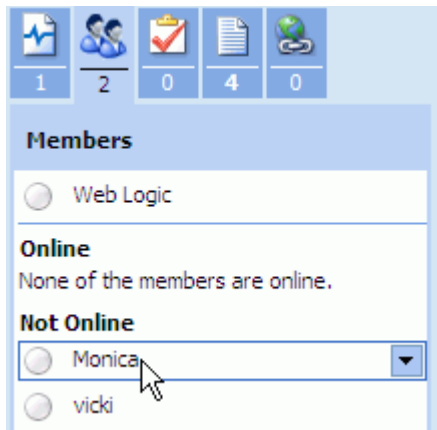 1 2 0 4 0
Members
Web Logic
Online
None of the members are online.
Not Online
Monica
vicki